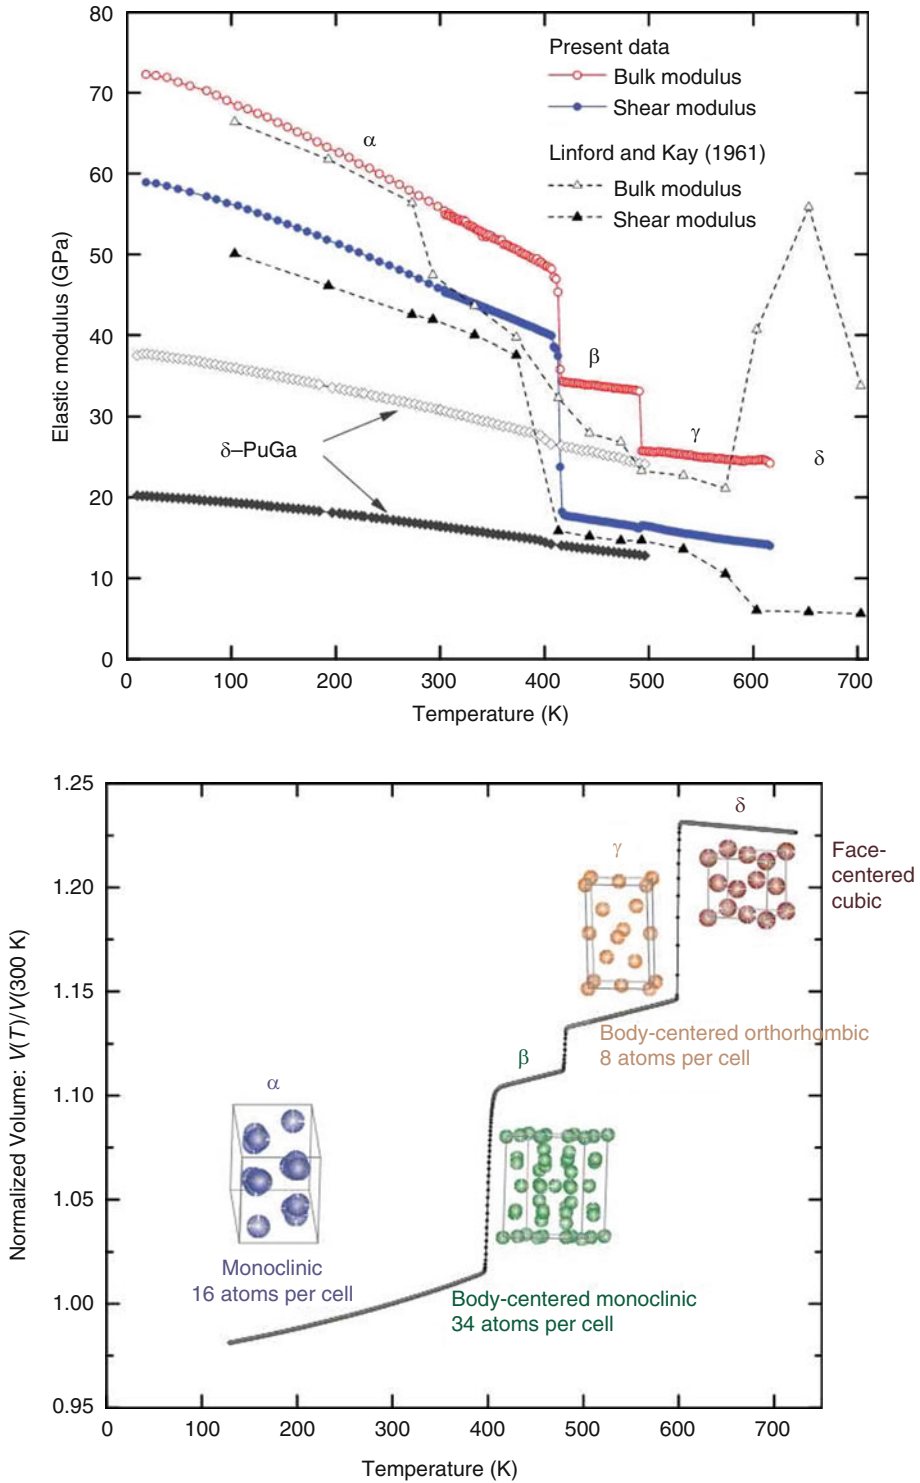 80
70
60
50
40
30
20
10
0
Elastic modulus (GPa)
Present data
Bulk modulus
Shear modulus
Linford and Kay (1961)
Bulk modulus
Shear modulus
α
β
γ
δ
δ–PuGa
0 100 200 300 400 500 600 700
Temperature (K)
1.25
1.20
1.15
1.10
1.05
1.00
0.95
Normalized Volume: V(T)/V(300 K)
δ
Face-
centered
cubic
γ
Body-centered orthorhombic
8 atoms per cell
β
α
Monoclinic
16 atoms per cell
Body-centered monoclinic
34 atoms per cell
0 100 200 300 400 500 600 700
Temperature (K)